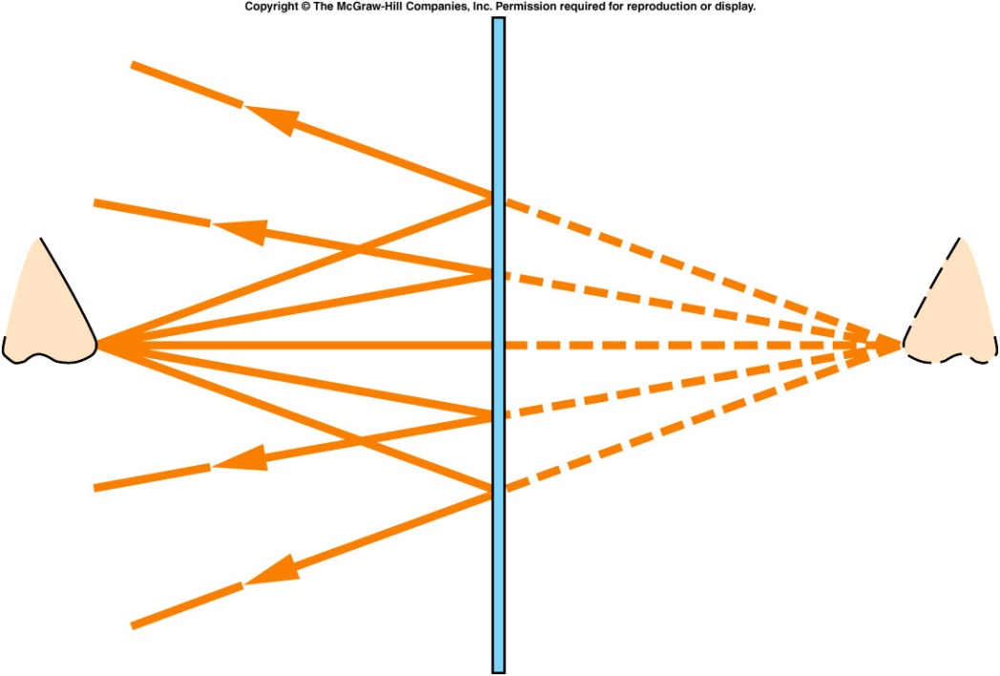 Copyright © The McGraw-Hill Companies, Inc. Permission required for reproduction or display.